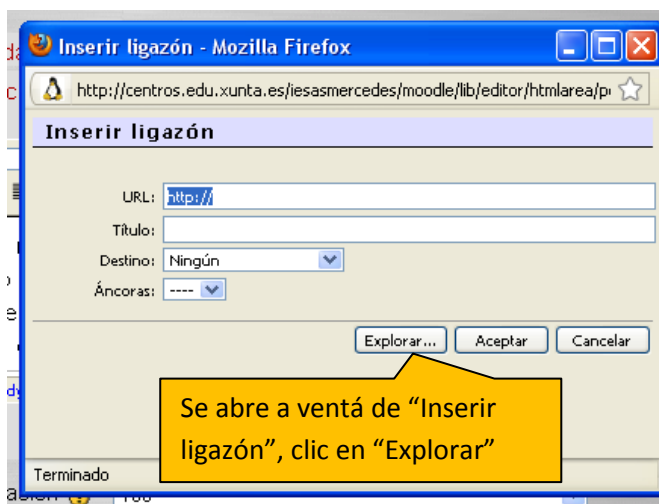 Inserir ligazón - Mozilla Firefox
http://centros.edu.xunta.es/iesasmercedes/moodle/lib/editor/htmlarea/p
Inserir ligazón
URL: http://
Título:
Destino: Ningún
Áncoras: ----
Explorar... Aceptar Cancelar
Se abre a ventá de “Inserir
ligazón”, clic en “Explorar”
Terminado